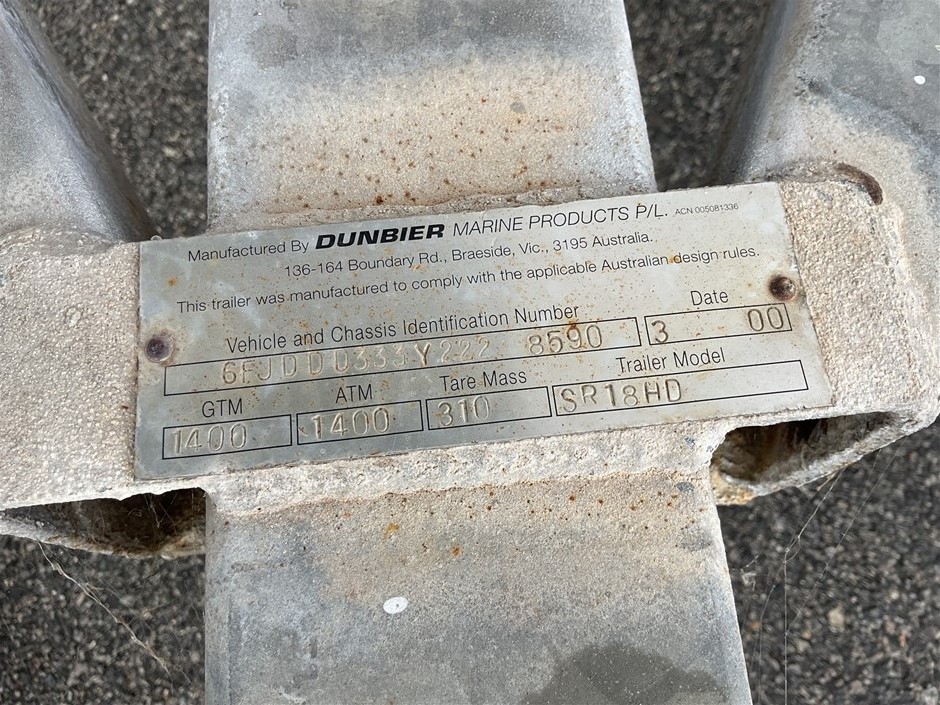 Manufactured By DUNBIER MARINE PRODUCTS P/L. ACN 005081336
136-164 Boundary Rd., Braeside, Vic., 3195 Australia.
This trailer was manufactured to comply with the applicable Australian design rules.
Vehicle and Chassis Identification Number Date
6FJDDD333Y222 8590 3 00
GTM ATM Tare Mass Trailer Model
1400 1400 310 SR18HD